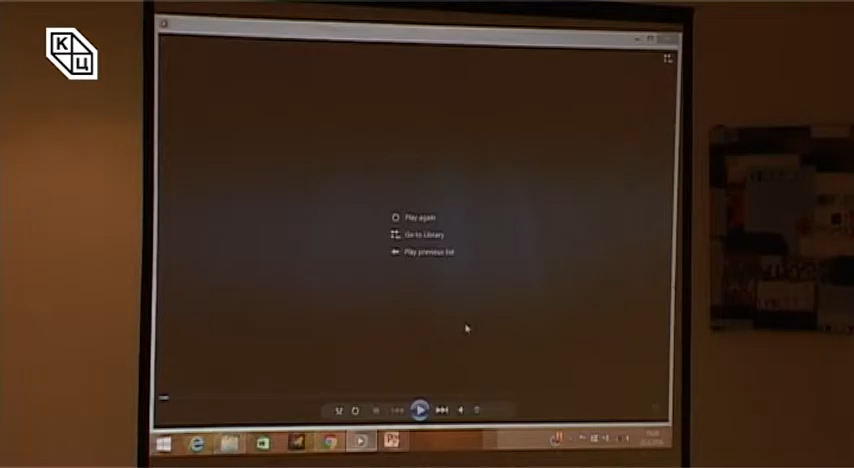 К
Ц
Play again
Go to Library
Play previous list